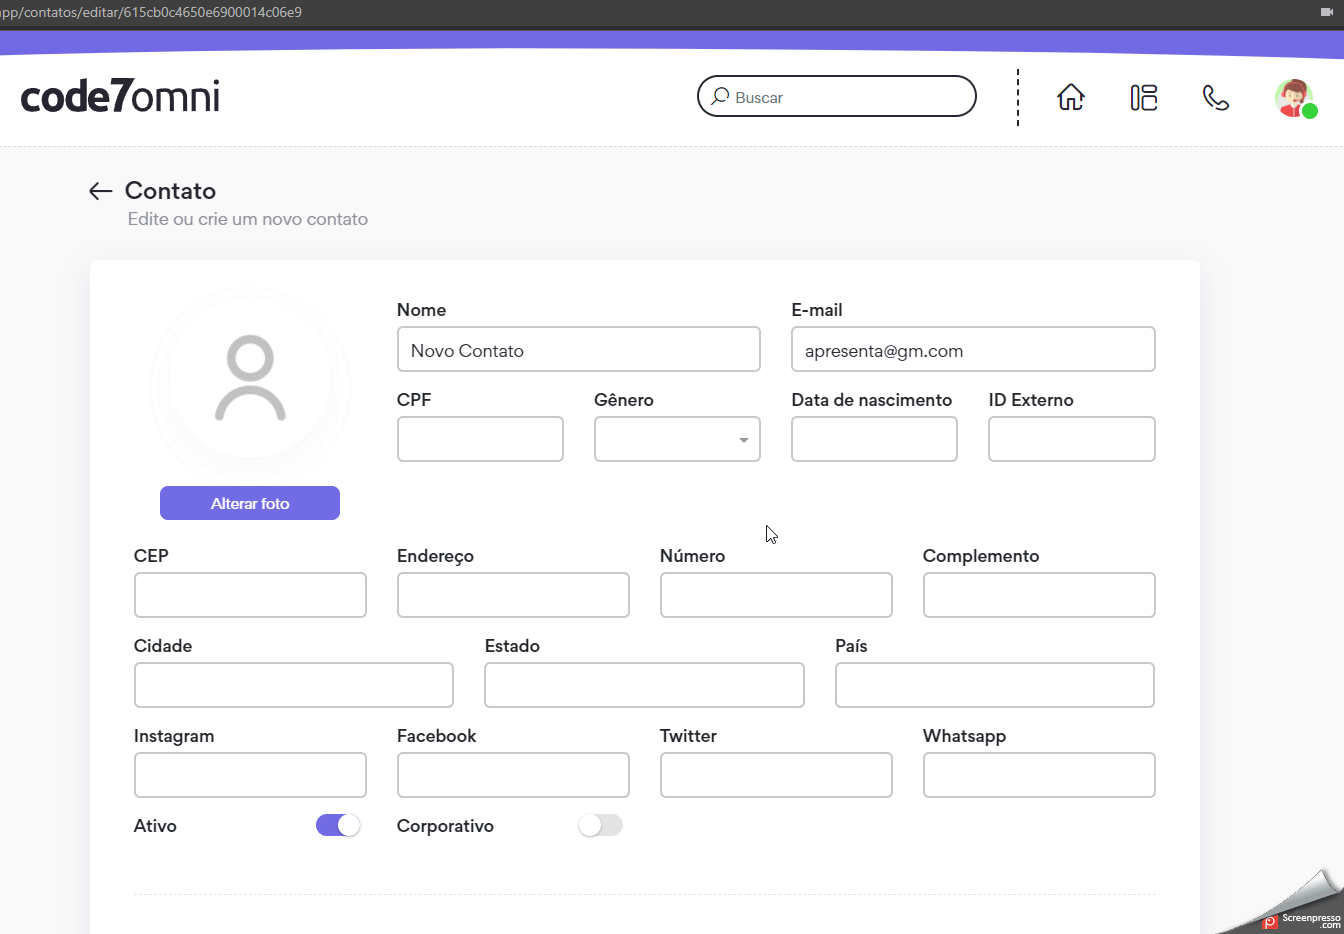 app/contatos/editar/615cb0c4650e6900014c06e9
code7omni
Buscar
Contato
Edite ou crie um novo contato
Nome
E-mail
Novo Contato
apresenta@gm.com
CPF
Gênero
Data de nascimento
ID Externo
Alterar foto
CEP
Endereço
Número
Complemento
Cidade
Estado
País
Instagram
Facebook
Twitter
Whatsapp
Ativo
Corporativo
Screenpresso
.com